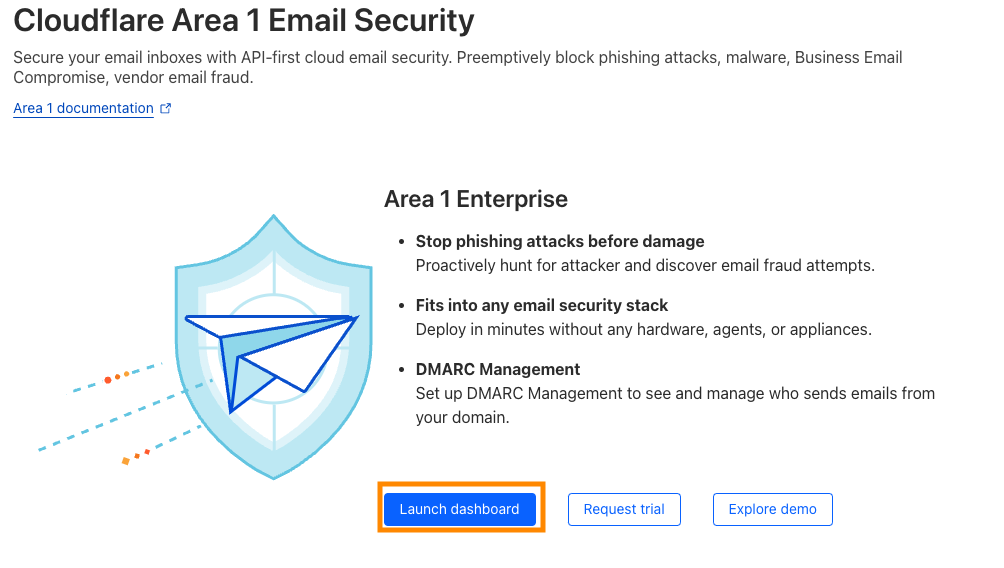 Cloudflare Area 1 Email Security
Secure your email inboxes with API-first cloud email security. Preemptively block phishing attacks, malware, Business Email
Compromise, vendor email fraud.
Area 1 documentation
Area 1 Enterprise
• Stop phishing attacks before damage
Proactively hunt for attacker and discover email fraud attempts.
• Fits into any email security stack
Deploy in minutes without any hardware, agents, or appliances.
• DMARC Management
Set up DMARC Management to see and manage who sends emails from
your domain.
Launch dashboard
Request trial
Explore demo